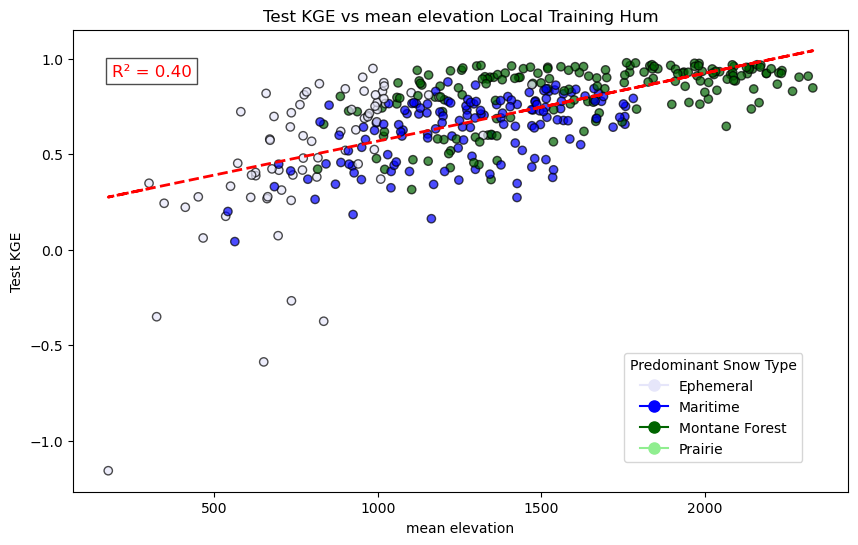 Test KGE vs mean elevation Local Training Hum
R² = 0.40
1.0
0.5
0.0
−0.5
−1.0
Test KGE
Predominant Snow Type
Ephemeral
Maritime
Montane Forest
Prairie
500
1000
1500
2000
mean elevation